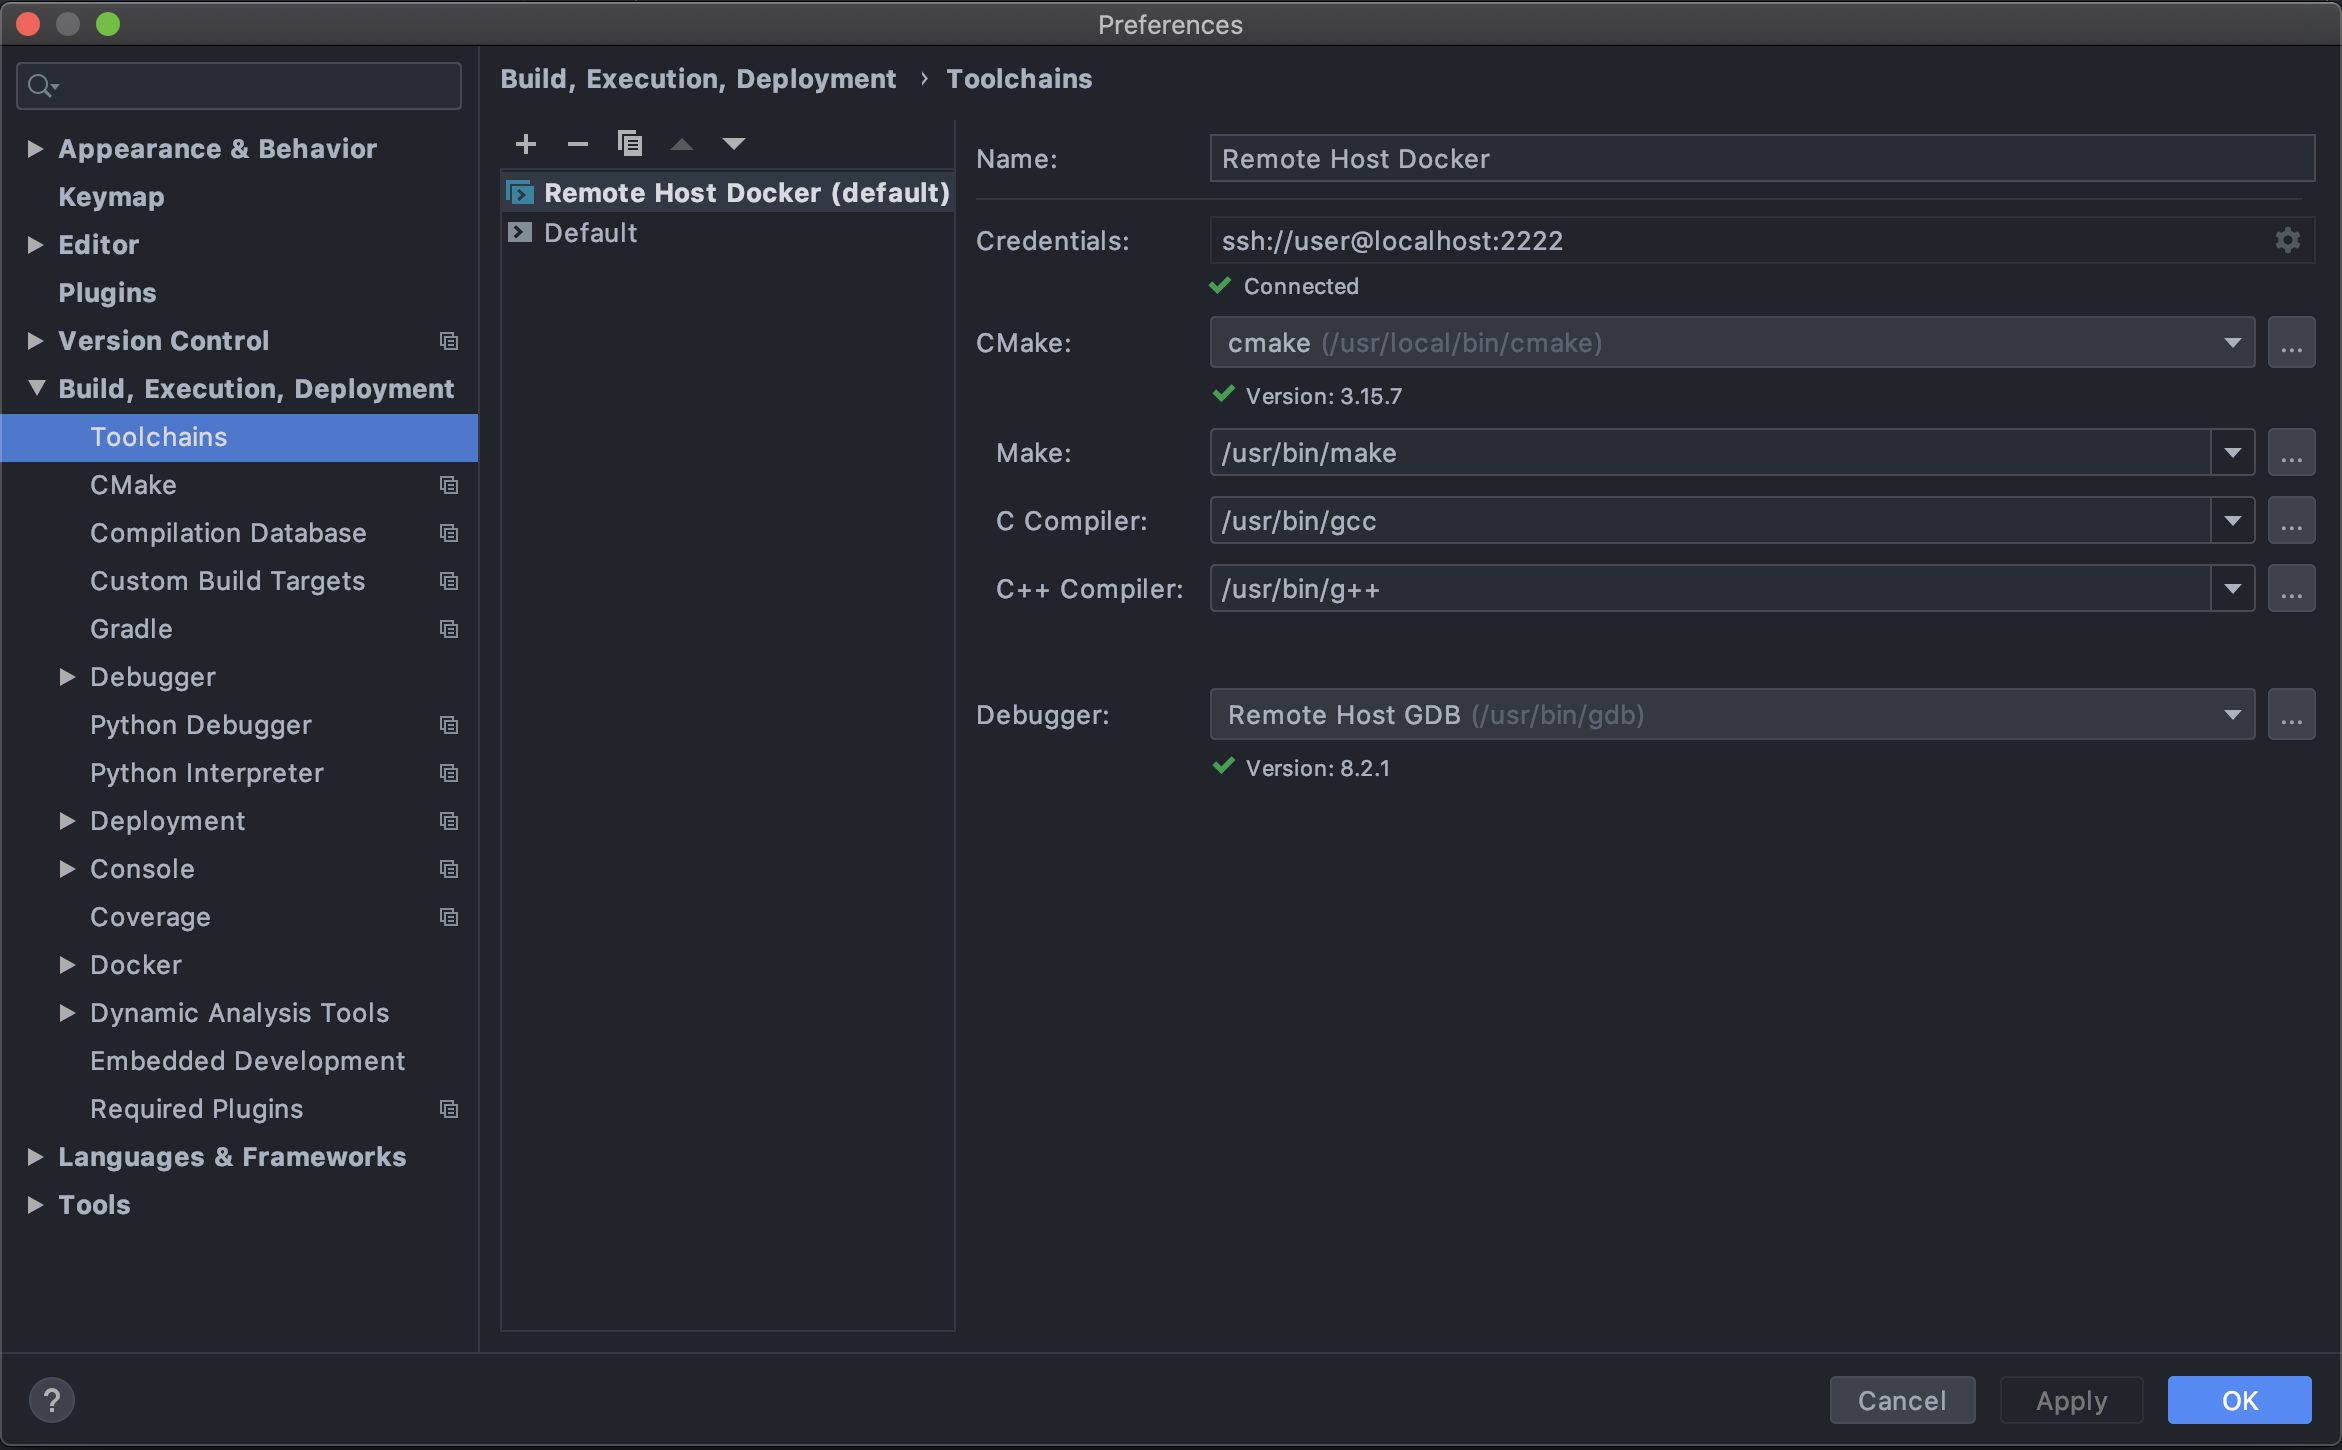 Preferences
Build, Execution, Deployment › Toolchains
Appearance & Behavior
Keymap
Editor
Plugins
Version Control
Build, Execution, Deployment
Toolchains
CMake
Compilation Database
Custom Build Targets
Gradle
Debugger
Python Debugger
Python Interpreter
Deployment
Console
Coverage
Docker
Dynamic Analysis Tools
Embedded Development
Required Plugins
Languages & Frameworks
Tools
Remote Host Docker (default)
Default
Name: Remote Host Docker
Credentials: ssh://user@localhost:2222
Connected
CMake: cmake (/usr/local/bin/cmake) ...
Version: 3.15.7
Make: /usr/bin/make ...
C Compiler: /usr/bin/gcc ...
C++ Compiler: /usr/bin/g++ ...
Debugger: Remote Host GDB (/usr/bin/gdb) ...
Version: 8.2.1
? Cancel Apply OK